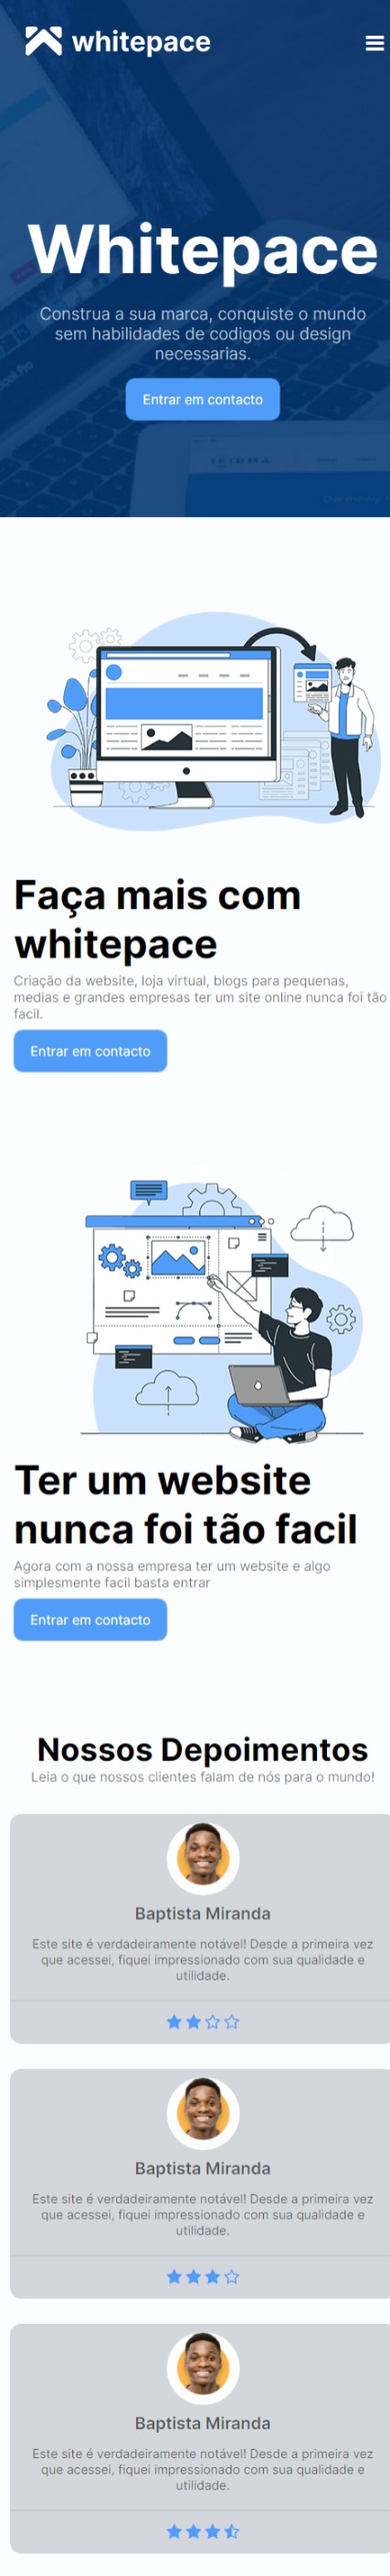 whitepace
Whitepace
Construa a sua marca, conquiste o mundo
sem habilidades de codigos ou design
necessarias.
Entrar em contacto
Faça mais com
whitepace
Criação da website, loja virtual, blogs para pequenas,
medias e grandes empresas ter um site online nunca foi tão
facil.
Entrar em contacto
Ter um website
nunca foi tão facil
Agora com a nossa empresa ter um website e algo
simplesmente facil basta entrar
Entrar em contacto
Nossos Depoimentos
Leia o que nossos clientes falam de nós para o mundo!
Baptista Miranda
Este site é verdadeiramente notável! Desde a primeira vez
que acessei, fiquei impressionado com sua qualidade e
utilidade.
Baptista Miranda
Este site é verdadeiramente notável! Desde a primeira vez
que acessei, fiquei impressionado com sua qualidade e
utilidade.
Baptista Miranda
Este site é verdadeiramente notável! Desde a primeira vez
que acessei, fiquei impressionado com sua qualidade e
utilidade.